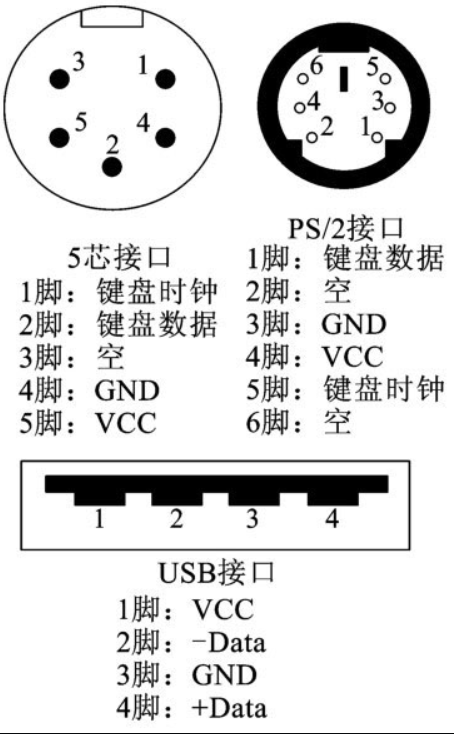 3 1
5 4
2
6 5
4 3
2 1
5芯接口
1脚：键盘时钟
2脚：键盘数据
3脚：空
4脚：GND
5脚：VCC
PS/2接口
1脚：键盘数据
2脚：空
3脚：GND
4脚：VCC
5脚：键盘时钟
6脚：空
1 2 3 4
USB接口
1脚：VCC
2脚：-Data
3脚：GND
4脚：+Data